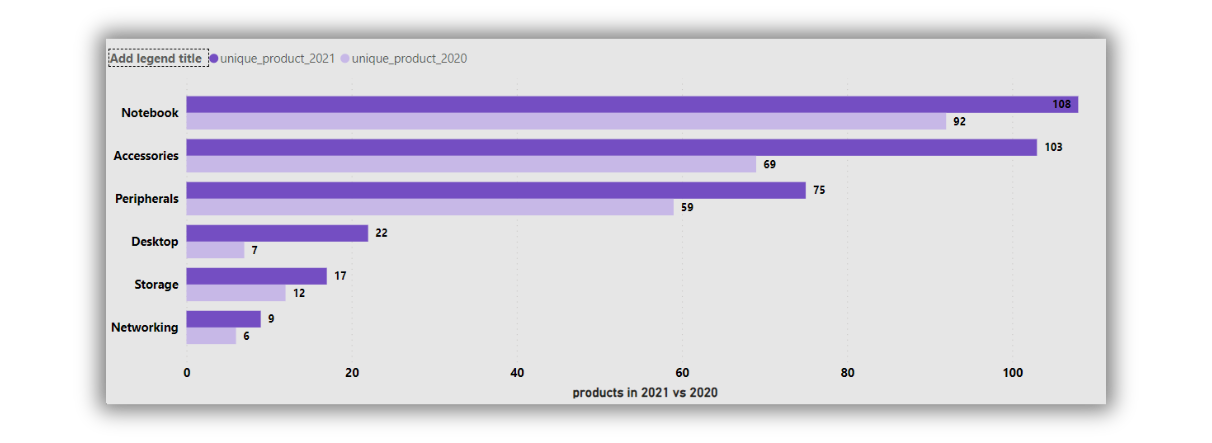 Add legend title unique_product_2021 unique_product_2020
Notebook 108
92
Accessories 103
69
Peripherals 75
59
Desktop 22
7
Storage 17
12
Networking 9
6
0 20 40 60 80 100
products in 2021 vs 2020